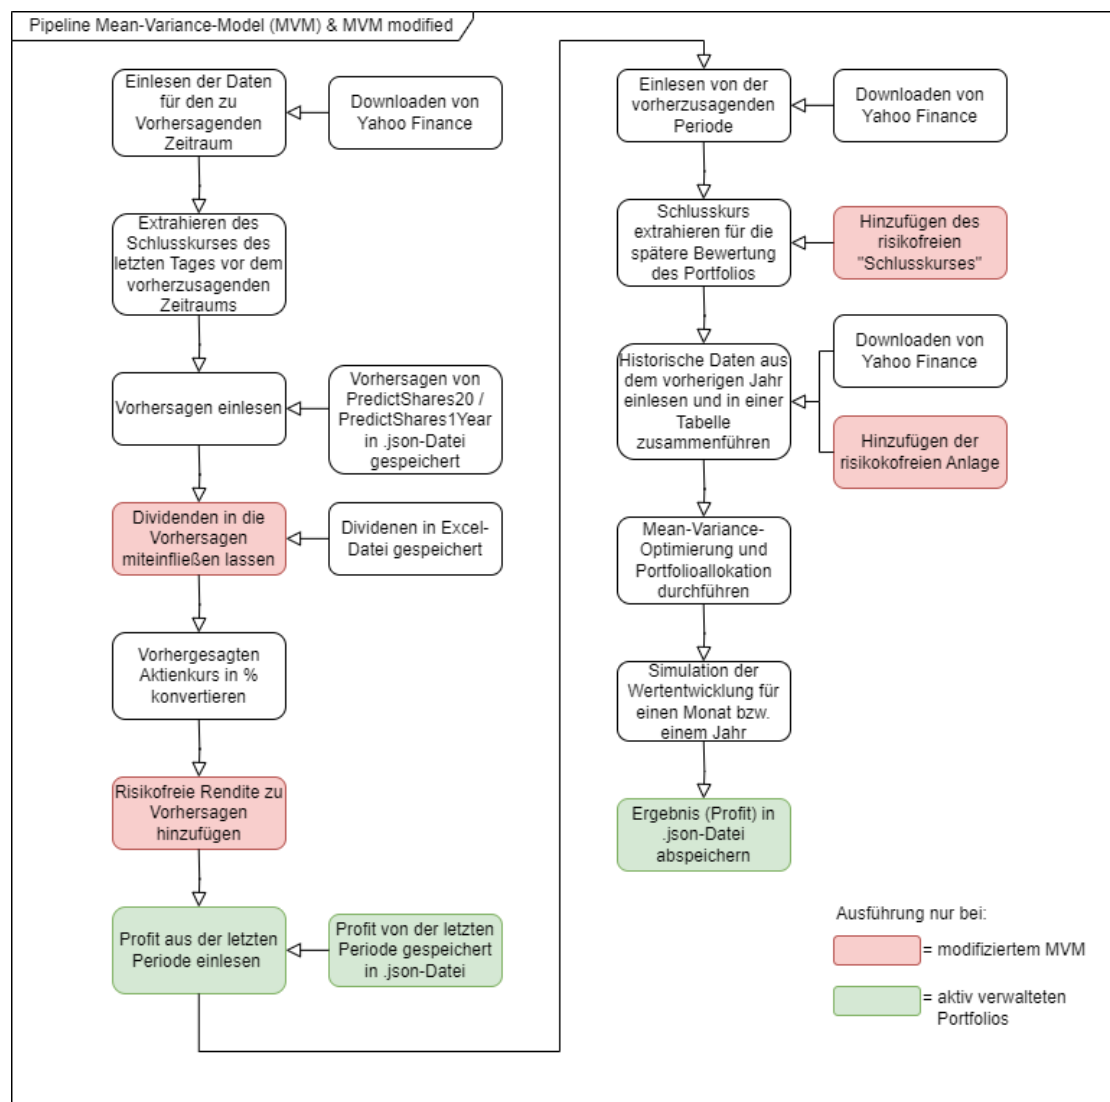 Pipeline Mean-Variance-Model (MVM) & MVM modified
Einlesen der Daten
für den zu
Vorhersagenden
Zeitraum
Downloaden von
Yahoo Finance
Extrahieren des
Schlusskurses des
letzten Tages vor dem
vorherzusagenden
Zeitraums
Vorhersagen einlesen
Vorhersagen von
PredictShares20 /
PredictShares1Year
in .json-Datei
gespeichert
Dividenden in die
Vorhersagen
miteinfließen lassen
Dividenen in Excel-
Datei gespeichert
Vorhergesagten
Aktienkurs in %
konvertieren
Risikofreie Rendite zu
Vorhersagen
hinzufügen
Profit aus der letzten
Periode einlesen
Profit von der letzten
Periode gespeichert
in .json-Datei
Einlesen von der
vorherzusagenden
Periode
Downloaden von
Yahoo Finance
Schlusskurs
extrahieren für die
spätere Bewertung
des Portfolios
Hinzufügen des
risikofreien
"Schlusskurses"
Historische Daten aus
dem vorherigen Jahr
einlesen und in einer
Tabelle
zusammenführen
Downloaden von
Yahoo Finance
Hinzufügen der
risikokofreien Anlage
Mean-Variance-
Optimierung und
Portfolioallokation
durchführen
Simulation der
Wertentwicklung für
einen Monat bzw.
einem Jahr
Ergebnis (Profit) in
.json-Datei
abspeichern
Ausführung nur bei:
= modifiziertem MVM
= aktiv verwalteten
Portfolios